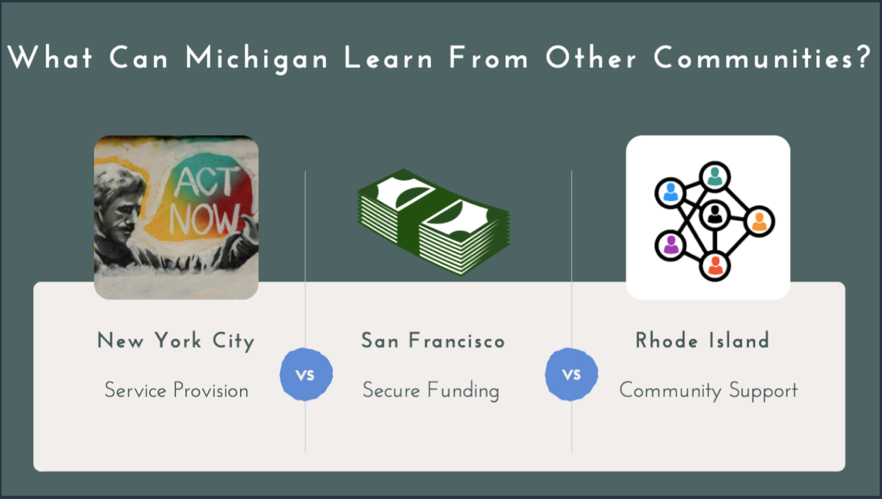 What Can Michigan Learn From Other Communities?
ACT
NOW
New York City
Service Provision
vs
San Francisco
Secure Funding
vs
Rhode Island
Community Support